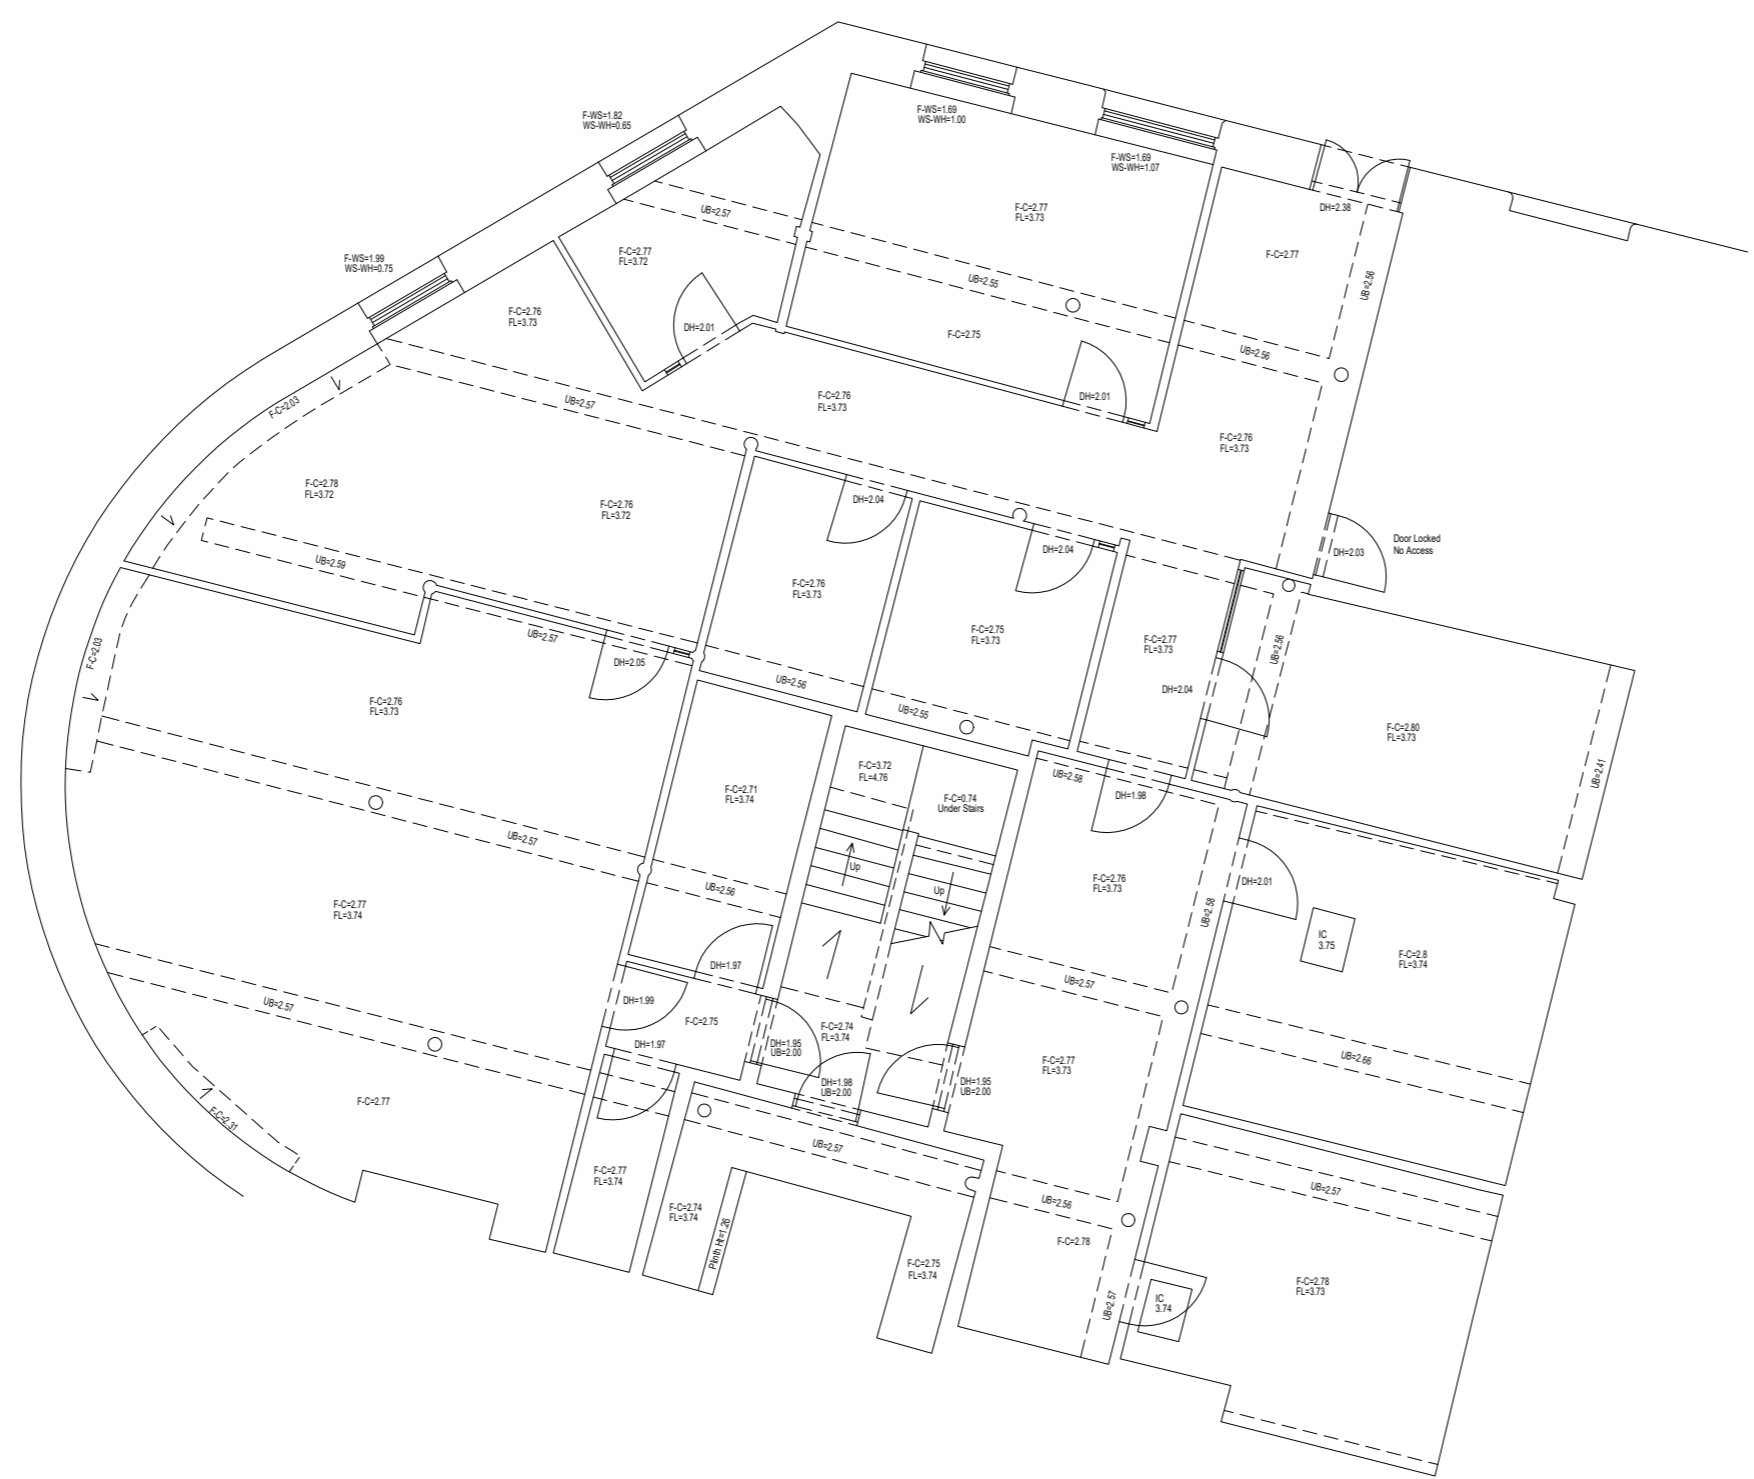 F-WS=1.82
WS-WH=0.65
F-WS=1.69
WS-WH=1.00
F-WS=1.69
WS-WH=1.07
DH=2.38
UB=2.57
F-C=2.77
FL=3.73
F-C=2.77
FL=3.72
F-C=2.77
F-WS=1.99
WS-WH=0.75
UB=2.55
UB=2.56
F-C=2.76
FL=3.73
DH=2.01
F-C=2.75
UB=2.56
F-C=2.03
UB=2.57
F-C=2.76
FL=3.73
DH=2.01
F-C=2.76
FL=3.73
F-C=2.78
FL=3.72
F-C=2.76
FL=3.72
DH=2.04
DH=2.04
DH=2.03
Door Locked
No Access
UB=2.59
F-C=2.76
FL=3.73
F-C=2.75
FL=3.73
F-C=2.77
FL=3.73
UB=2.57
DH=2.05
F-C=2.03
UB=2.56
UB=2.56
DH=2.04
F-C=2.76
FL=3.73
UB=2.55
F-C=2.80
FL=3.73
F-C=3.72
FL=4.76
UB=2.58
UB=2.41
F-C=2.71
FL=3.74
F-C=0.74
Under Stairs
DH=1.98
UB=2.57
Up
Up
UB=2.56
F-C=2.76
FL=3.73
DH=2.01
UB=2.58
F-C=2.77
FL=3.74
IC
3.75
F-C=2.8
FL=3.74
DH=1.97
UB=2.57
UB=2.57
DH=1.99
F-C=2.75
F-C=2.74
FL=3.74
DH=1.97
DH=1.95
UB=2.00
UB=2.66
F-C=2.77
FL=3.73
DH=1.98
UB=2.00
DH=1.95
UB=2.00
F-C=2.77
F-C=2.31
UB=2.57
F-C=2.77
FL=3.74
UB=2.57
F-C=2.74
FL=3.74
UB=2.56
Plinth Ht=1.26
F-C=2.78
F-C=2.75
FL=3.74
F-C=2.78
FL=3.73
IC
3.74
UB=2.57